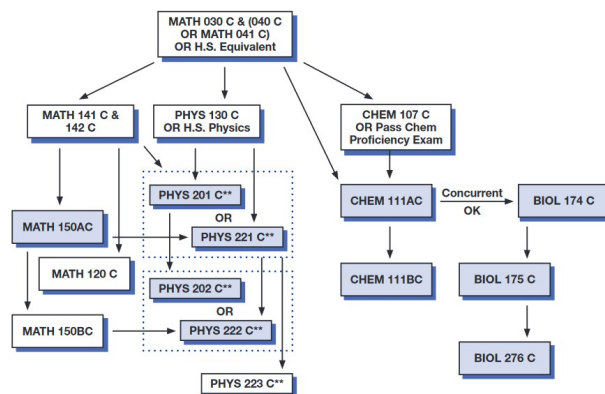 MATH 030 C & (040 C
OR MATH 041 C)
OR H.S. Equivalent
MATH 141 C &
142 C
PHYS 130 C
OR H.S. Physics
CHEM 107 C
OR Pass Chem
Proficiency Exam
PHYS 201 C**
OR
PHYS 221 C**
MATH 150AC
MATH 120 C
CHEM 111AC
Concurrent
OK
BIOL 174 C
PHYS 202 C**
OR
PHYS 222 C**
CHEM 111BC
BIOL 175 C
MATH 150BC
BIOL 276 C
PHYS 223 C**